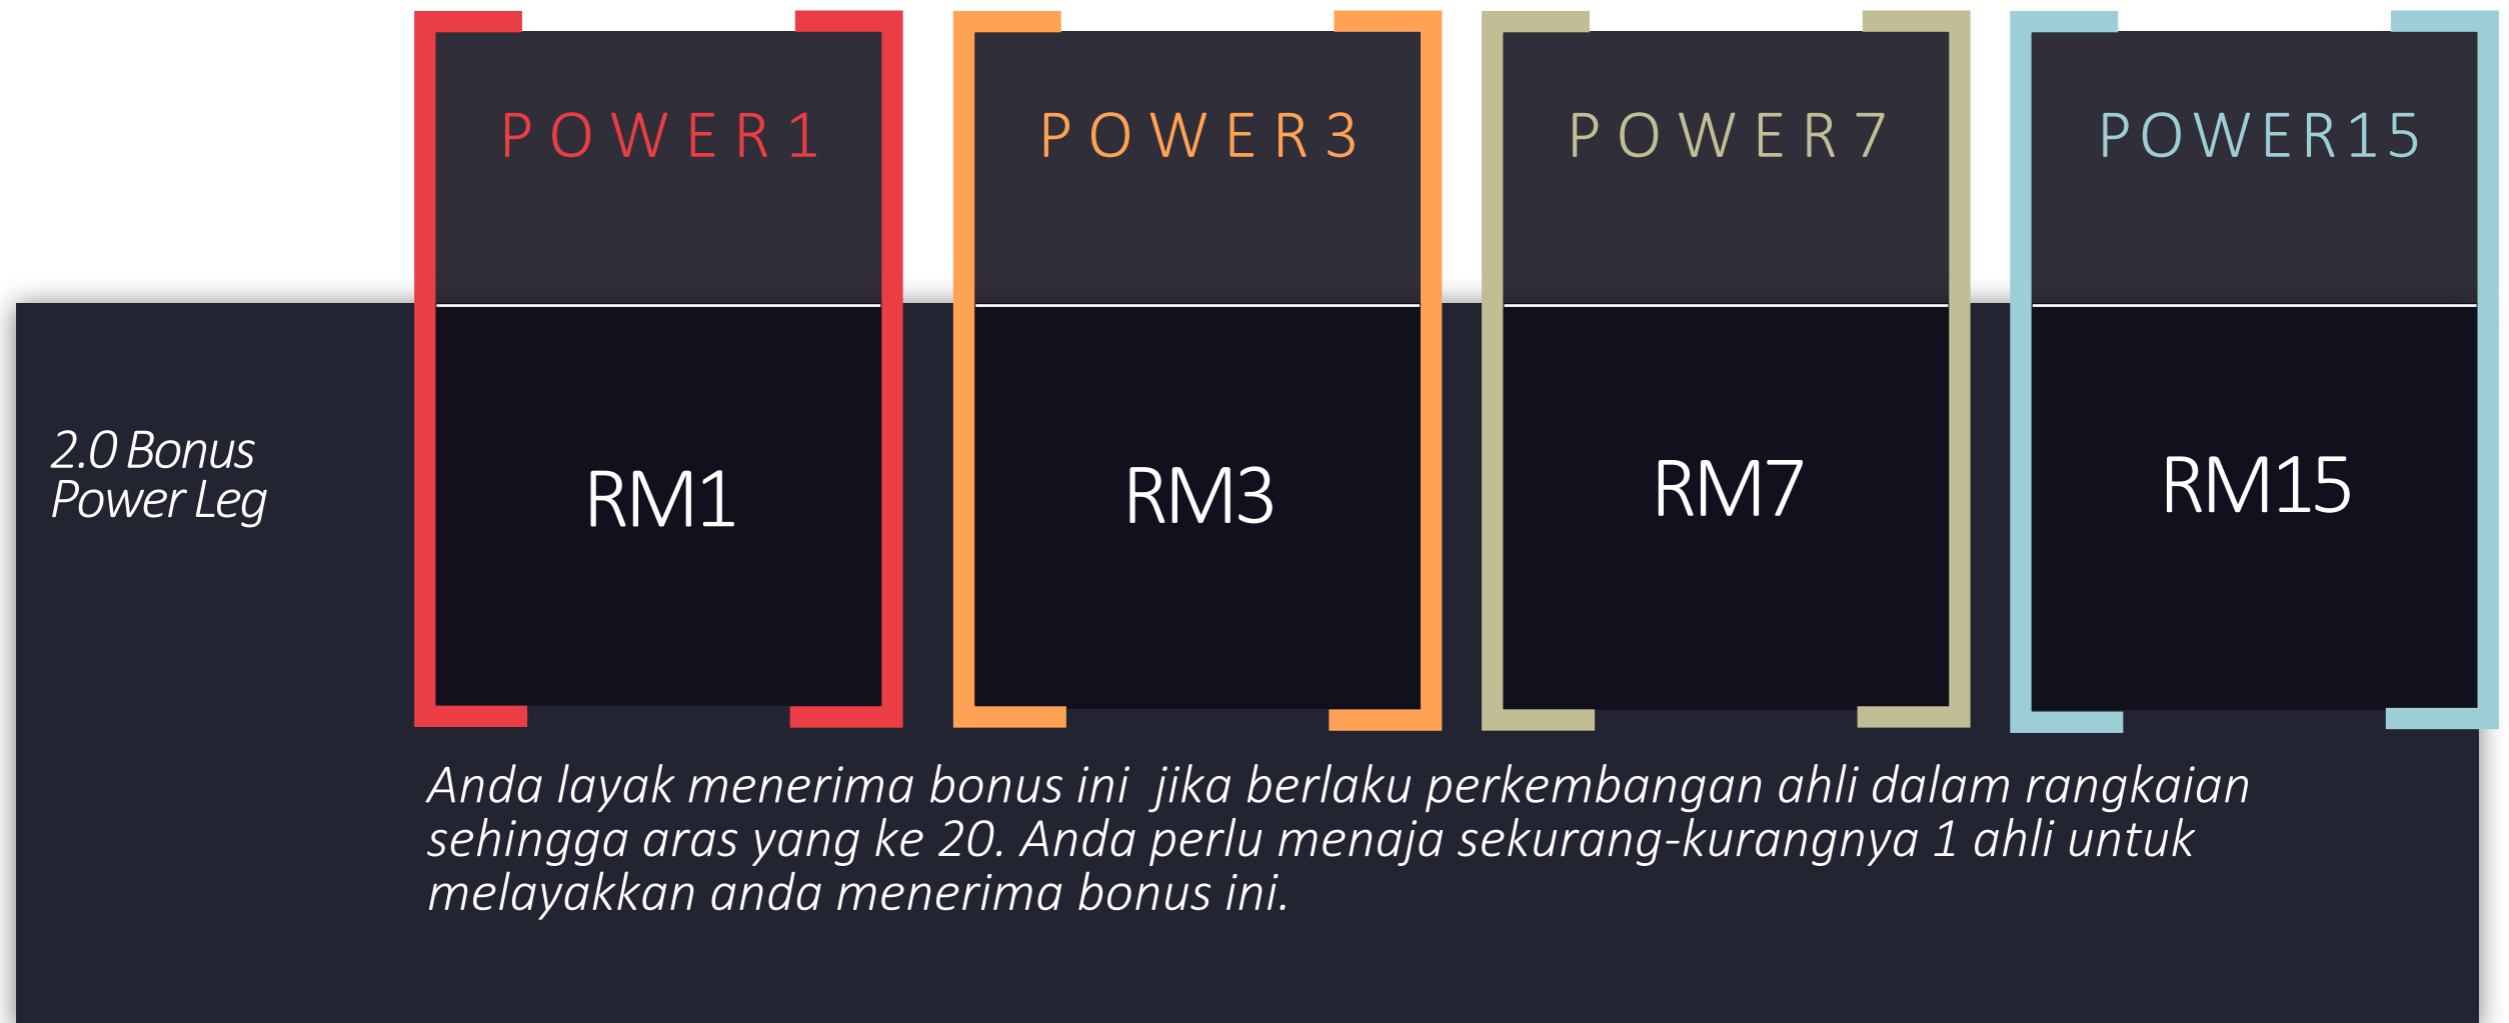 POWER1
POWER3
POWER7
POWER15
2.0 Bonus
Power Leg
RM1
RM3
RM7
RM15
Anda layak menerima bonus ini jika berlaku perkembangan ahli dalam rangkaian
sehingga aras yang ke 20. Anda perlu menaja sekurang-kurangnya 1 ahli untuk
melayakkan anda menerima bonus ini.